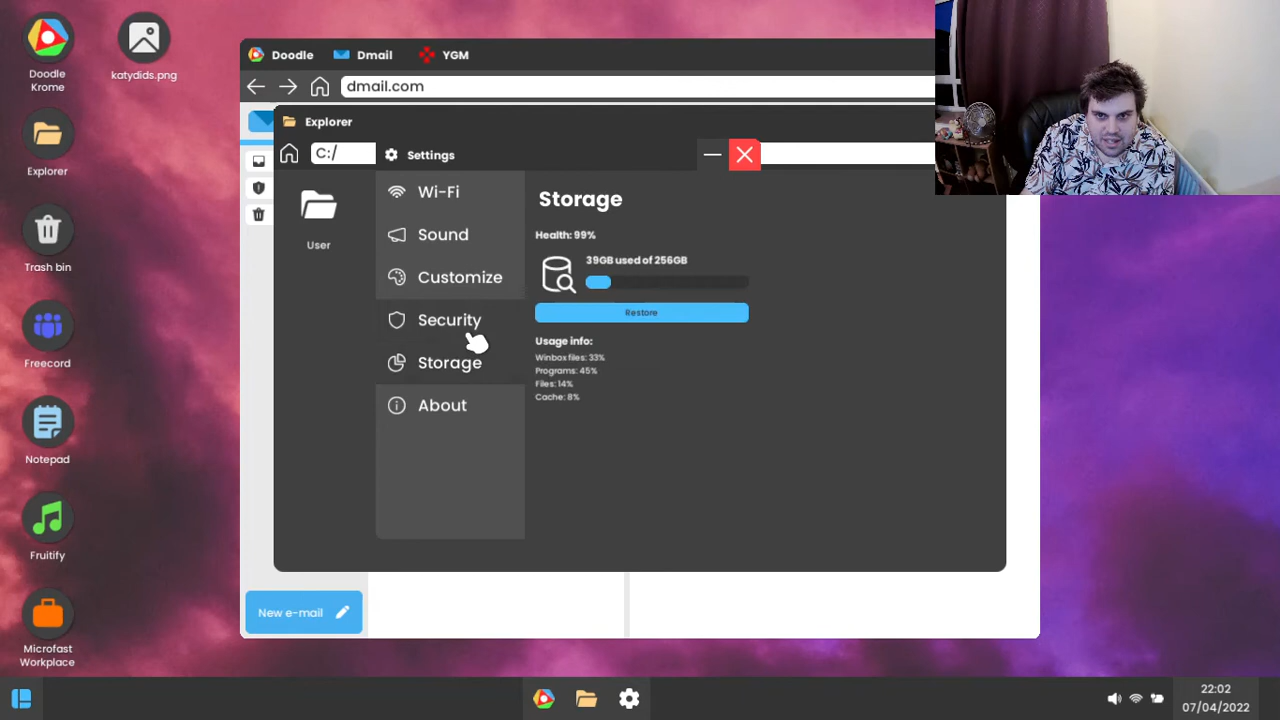 Doodle
Krome
katydids.png
Explorer
Trash bin
Freecord
Notepad
Fruitify
Microfast
Workplace
Doodle
Dmail
YGM
dmail.com
Explorer
C:/
User
Settings
Wi-Fi
Sound
Customize
Security
Storage
About
Storage
Health: 99%
39GB used of 256GB
Restore
Usage info:
Winbox files: 33%
Programs: 45%
Files: 14%
Cache: 8%
New e-mail
22:02
07/04/2022